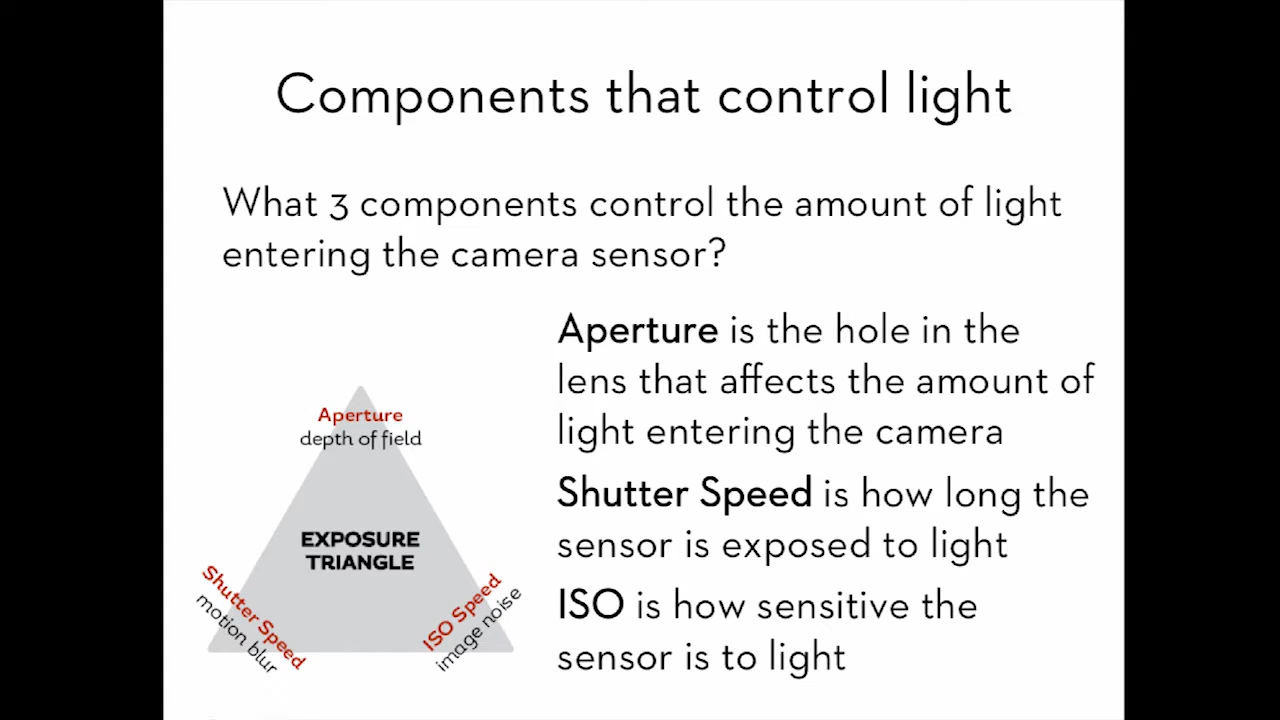 Components that control light
What 3 components control the amount of light
entering the camera sensor?
Aperture is the hole in the
lens that affects the amount of
light entering the camera
Shutter Speed is how long the
sensor is exposed to light
ISO is how sensitive the
sensor is to light
Aperture
depth of field
EXPOSURE
TRIANGLE
Shutter Speed
motion blur
ISO Speed
image noise